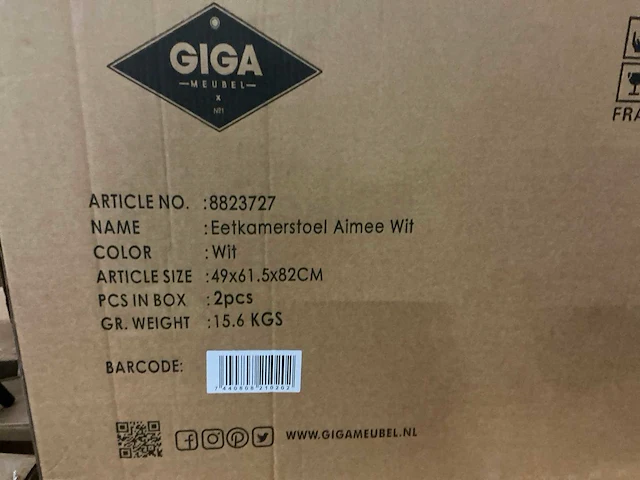 GIGA
MEUBEL
x
NT1
FRA
ARTICLE NO. :8823727
NAME :Eetkamerstoel Aimee Wit
COLOR :Wit
ARTICLE SIZE :49x61.5x82CM
PCS IN BOX :2pcs
GR. WEIGHT :15.6 KGS
BARCODE:
WWW.GIGAMEUBEL.NL